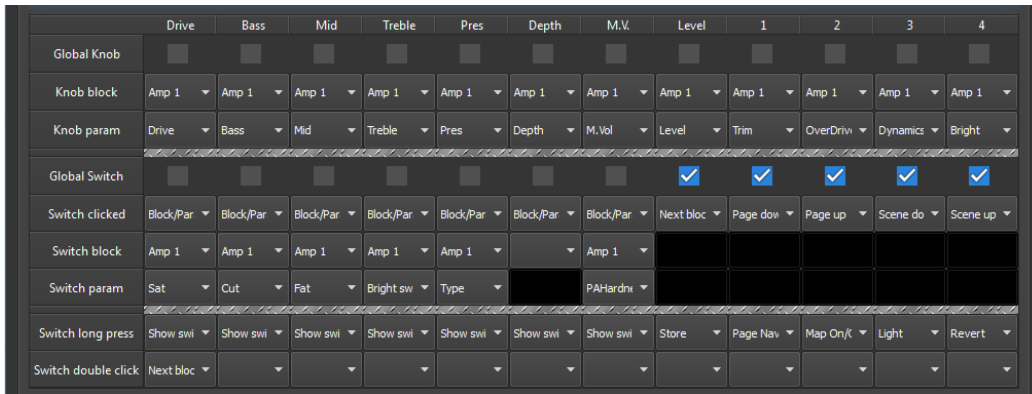 Drive Bass Mid Treble Pres Depth M.V. Level 1 2 3 4
Global Knob
Knob block Amp 1 Amp 1 Amp 1 Amp 1 Amp 1 Amp 1 Amp 1 Amp 1 Amp 1 Amp 1 Amp 1 Amp 1
Knob param Drive Bass Mid Treble Pres Depth M.Vol Level Trim OverDriv Dynamics Bright
Global Switch
Switch clicked Block/Par Block/Par Block/Par Block/Par Block/Par Block/Par Block/Par Next bloc Page dow Page up Scene do Scene up
Switch block Amp 1 Amp 1 Amp 1 Amp 1 Amp 1 Amp 1
Switch param Sat Cut Fat Bright sw Type PAHardne
Switch long press Show swi Show swi Show swi Show swi Show swi Show swi Show swi Store Page Nav Map On/ Light Revert
Switch double click Next bloc